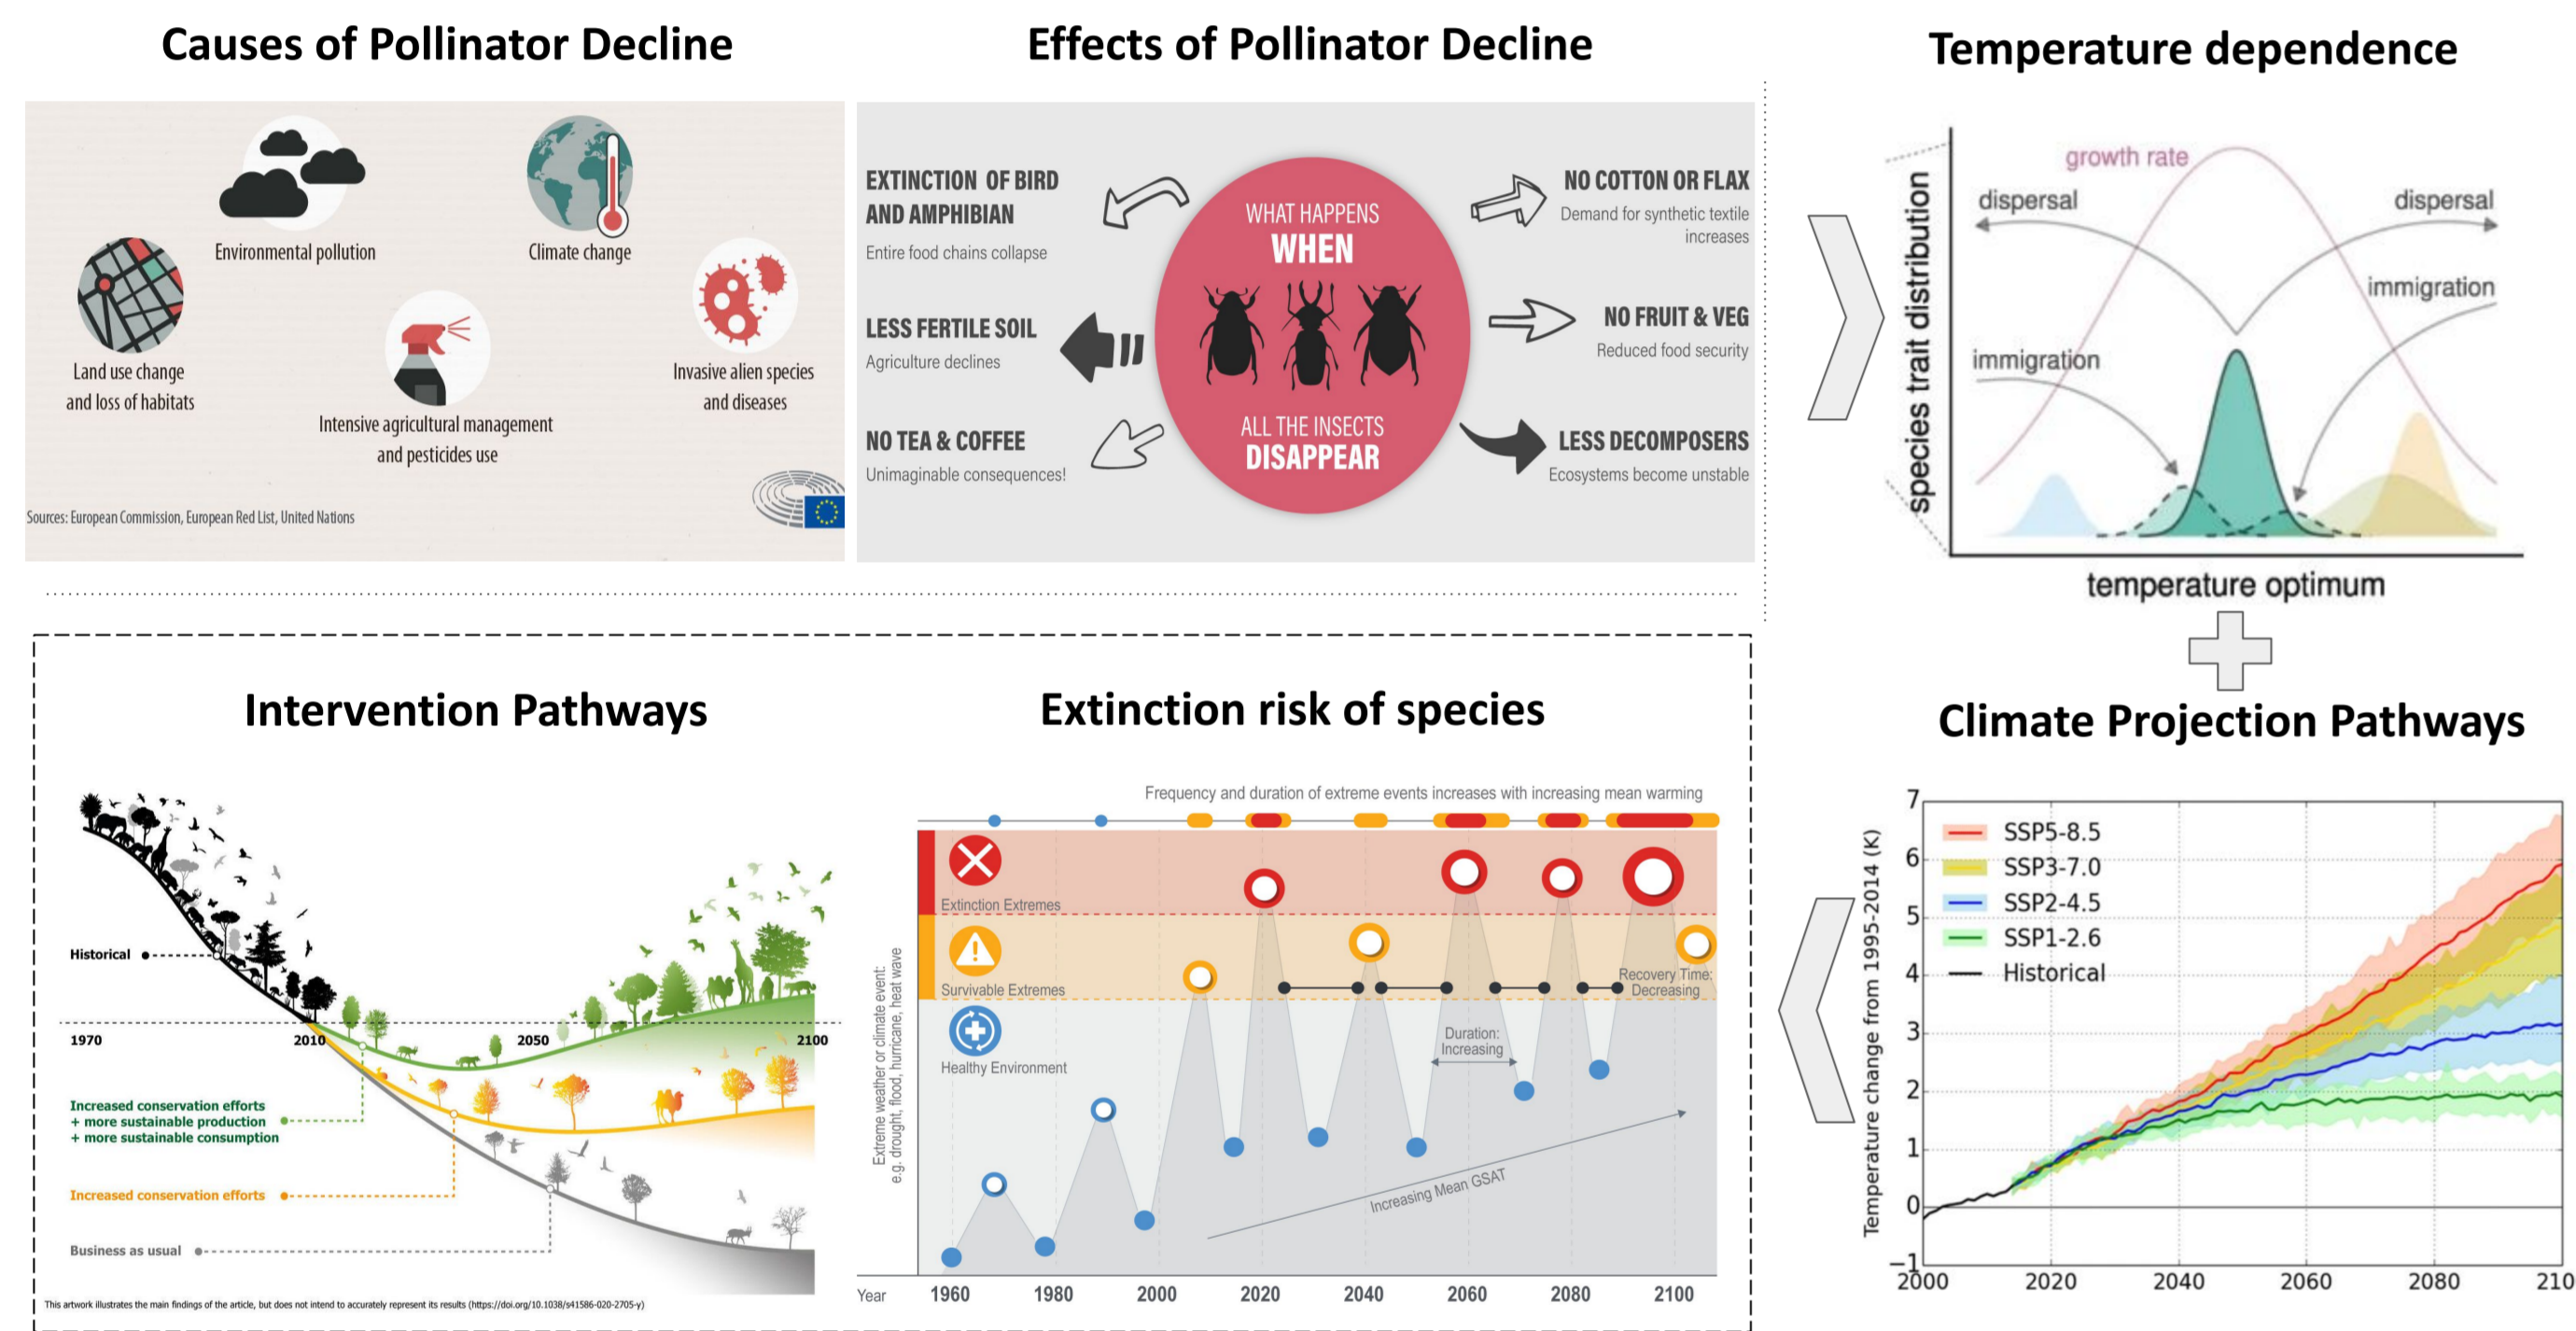 Causes of Pollinator Decline
Environmental pollution
Climate change
Land use change
and loss of habitats
Intensive agricultural management
and pesticides use
Invasive alien species
and diseases
Sources: European Commission, European Red List, United Nations
Effects of Pollinator Decline
EXTINCTION OF BIRD
AND AMPHIBIAN
Entire food chains collapse
LESS FERTILE SOIL
Agriculture declines
NO TEA & COFFEE
Unimaginable consequences!
WHAT HAPPENS
WHEN
ALL THE INSECTS
DISAPPEAR
NO COTTON OR FLAX
Demand for synthetic textile
increases
NO FRUIT & VEG
Reduced food security
LESS DECOMPOSERS
Ecosystems become unstable
Temperature dependence
species trait distribution
growth rate
dispersal
dispersal
immigration
immigration
temperature optimum
Intervention Pathways
Historical
1970
2010
2050
2100
Increased conservation efforts
+ more sustainable production
+ more sustainable consumption
Increased conservation efforts
Business as usual
This artwork illustrates the main findings of the article, but does not intend to accurately represent its results (https://doi.org/10.1038/s41586-020-2705-y)
Extinction risk of species
Frequency and duration of extreme events increases with increasing mean warming
Extreme weather or climate event:
e.g. drought, flood, hurricane, heat wave
Extinction Extremes
Survivable Extremes
Healthy Environment
Recovery Time:
Decreasing
Duration:
Increasing
Increasing Mean GSAT
Year 1960 1980 2000 2020 2040 2060 2080 2100
Climate Projection Pathways
Temperature change from 1995-2014 (K)
7
6
5
4
3
2
1
0
−1
SSP5-8.5
SSP3-7.0
SSP2-4.5
SSP1-2.6
Historical
2000 2020 2040 2060 2080 210